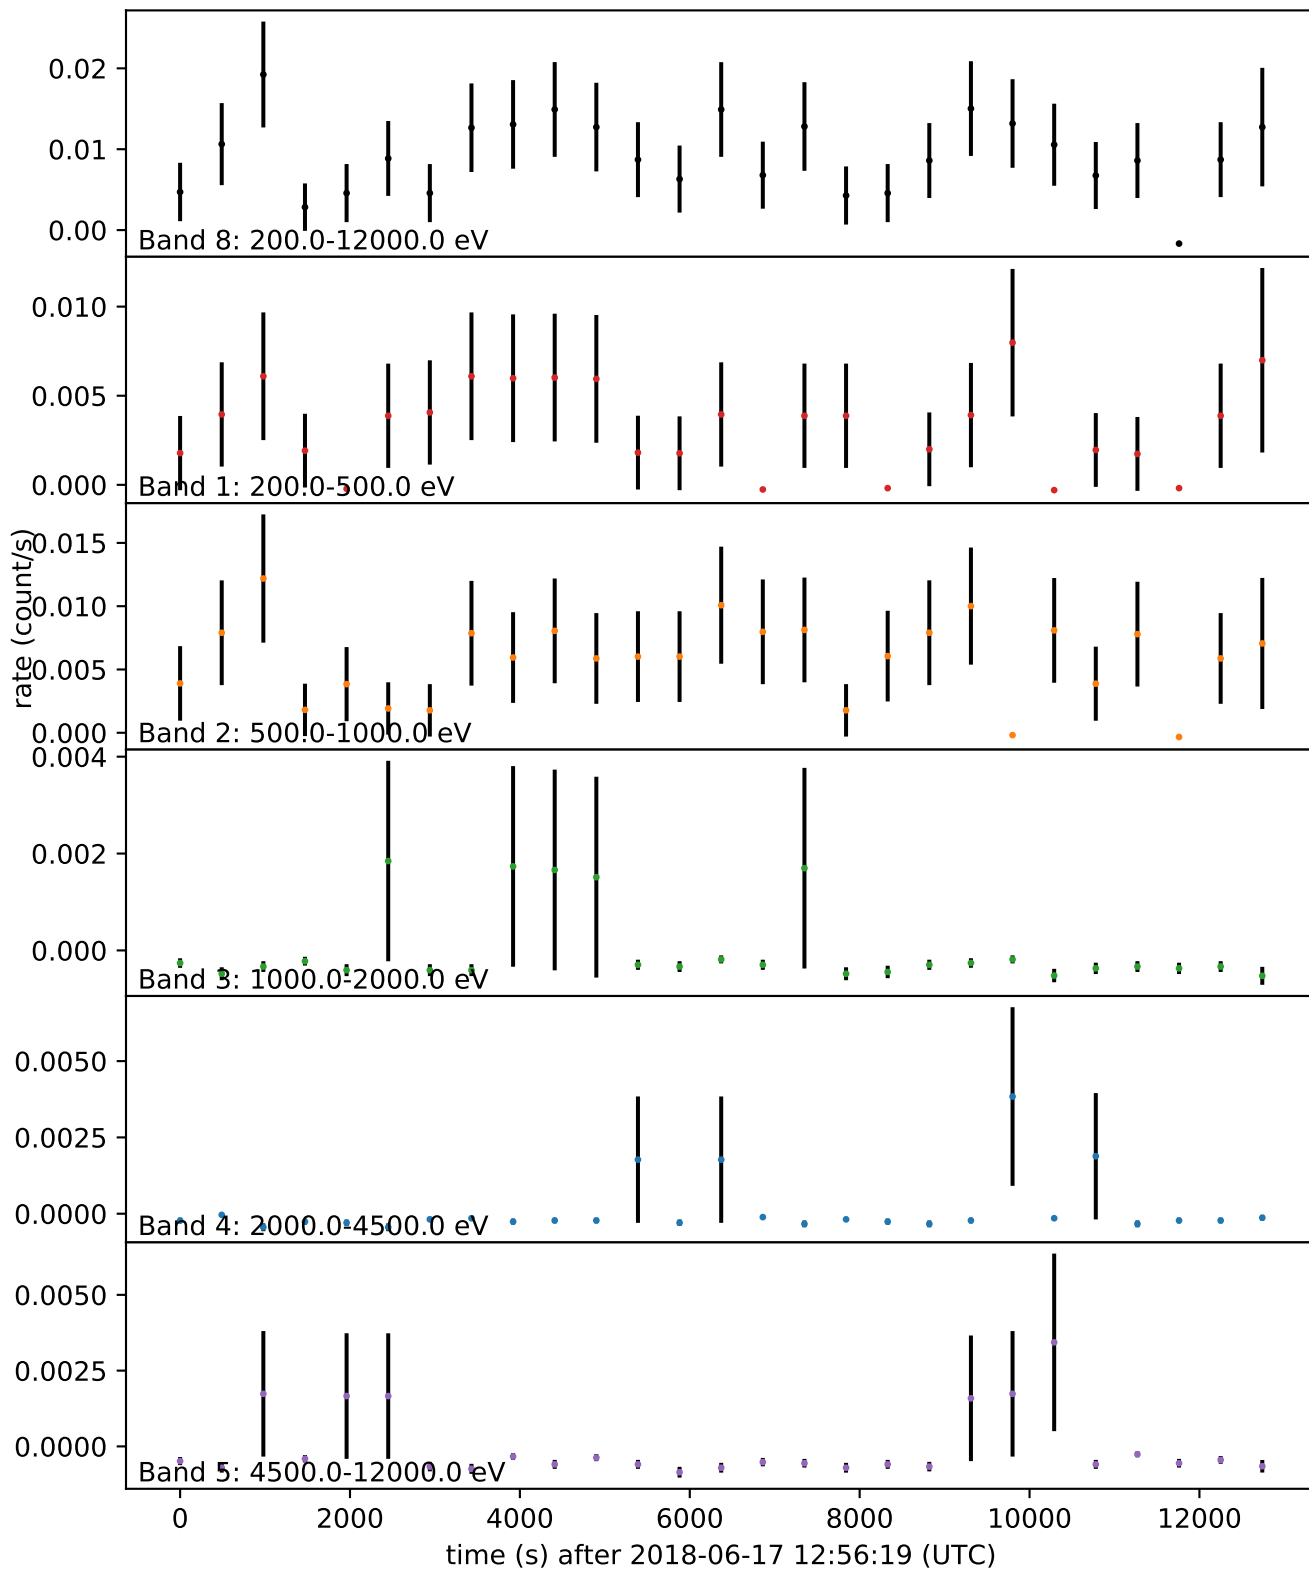 0.02
0.01
0.00
Band 8: 200.0-12000.0 eV
0.010
0.005
0.000
Band 1: 200.0-500.0 eV
rate (count/s)
0.015
0.010
0.005
0.000
Band 2: 500.0-1000.0 eV
0.004
0.002
0.000
Band 3: 1000.0-2000.0 eV
0.0050
0.0025
0.0000
Band 4: 2000.0-4500.0 eV
0.0050
0.0025
0.0000
Band 5: 4500.0-12000.0 eV
0 2000 4000 6000 8000 10000 12000
time (s) after 2018-06-17 12:56:19 (UTC)